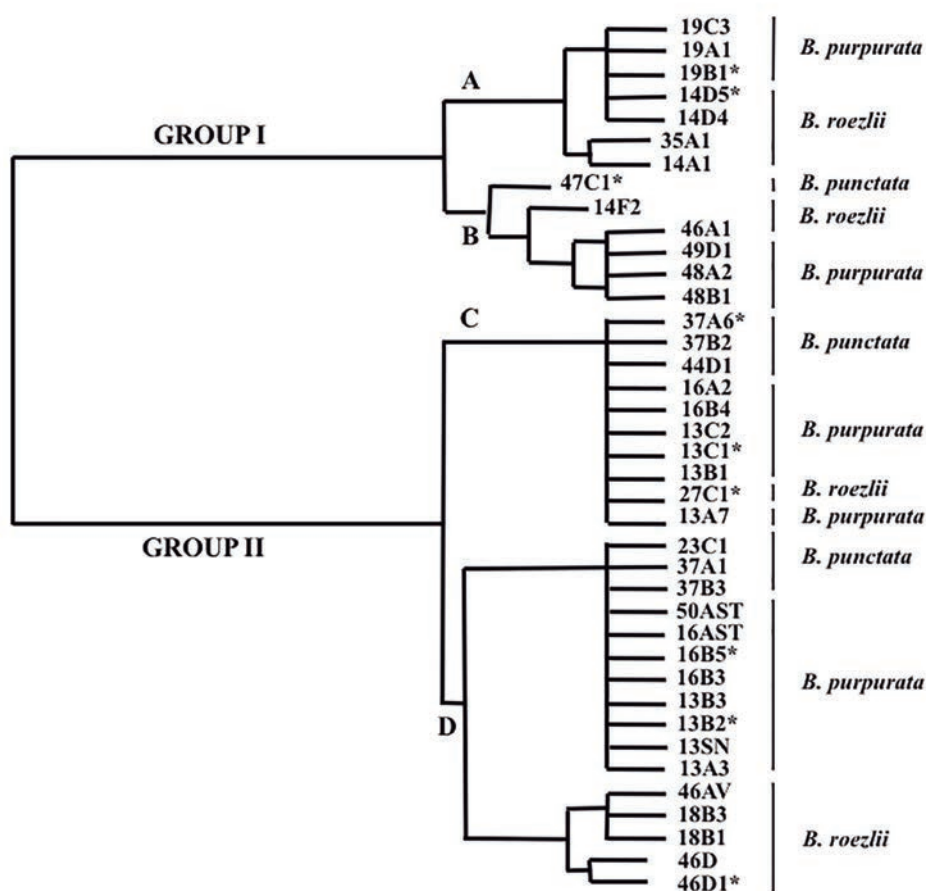 19C3
19A1
B. purpurata
19B1*
A
14D5*
14D4
B. roezlii
GROUP I
35A1
14A1
47C1*
B. punctata
14F2
B. roezlii
B
46A1
49D1
48A2
B. purpurata
48B1
C
37A6*
37B2
B. punctata
44D1
16A2
16B4
13C2
B. purpurata
13C1*
13B1
27C1*
B. roezlii
13A7
B. purpurata
GROUP II
23C1
37A1
B. punctata
37B3
50AST
16AST
16B5*
16B3
B. purpurata
13B3
D
13B2*
13SN
13A3
46AV
18B3
18B1
B. roezlii
46D
46D1*